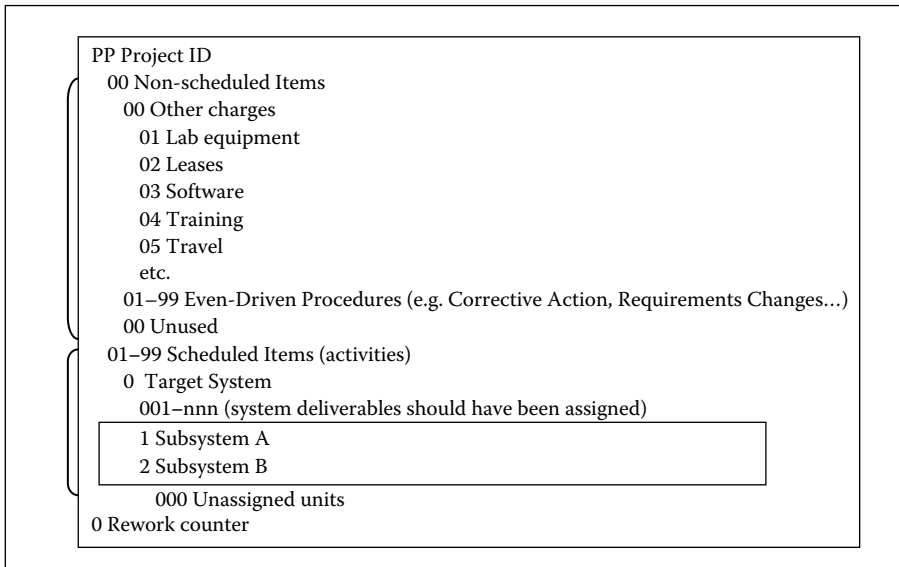 PP Project ID
00 Non-scheduled Items
00 Other charges
01 Lab equipment
02 Leases
03 Software
04 Training
05 Travel
etc.
01–99 Even-Driven Procedures (e.g. Corrective Action, Requirements Changes…)
00 Unused
01–99 Scheduled Items (activities)
0 Target System
001–nnn (system deliverables should have been assigned)
1 Subsystem A
2 Subsystem B
000 Unassigned units
0 Rework counter